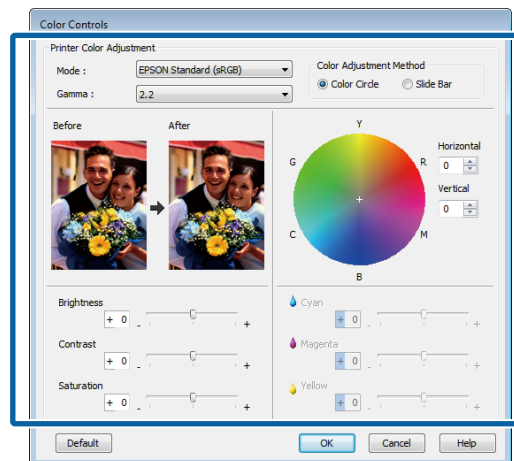 Color Controls
Printer Color Adjustment
Mode : EPSON Standard (sRGB)
Gamma : 2.2
Color Adjustment Method
Color Circle Slide Bar
Before After
Y
G R
C M
B
Horizontal
0
Vertical
0
Brightness
+ 0 - +
Contrast
+ 0 - +
Saturation
+ 0 - +
Cyan
+ 0 - +
Magenta
+ 0 - +
Yellow
+ 0 - +
Default OK Cancel Help